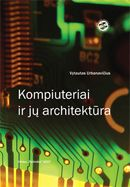 Vytautas Urbanavičius
Kompiuteriai
ir jų architektūra